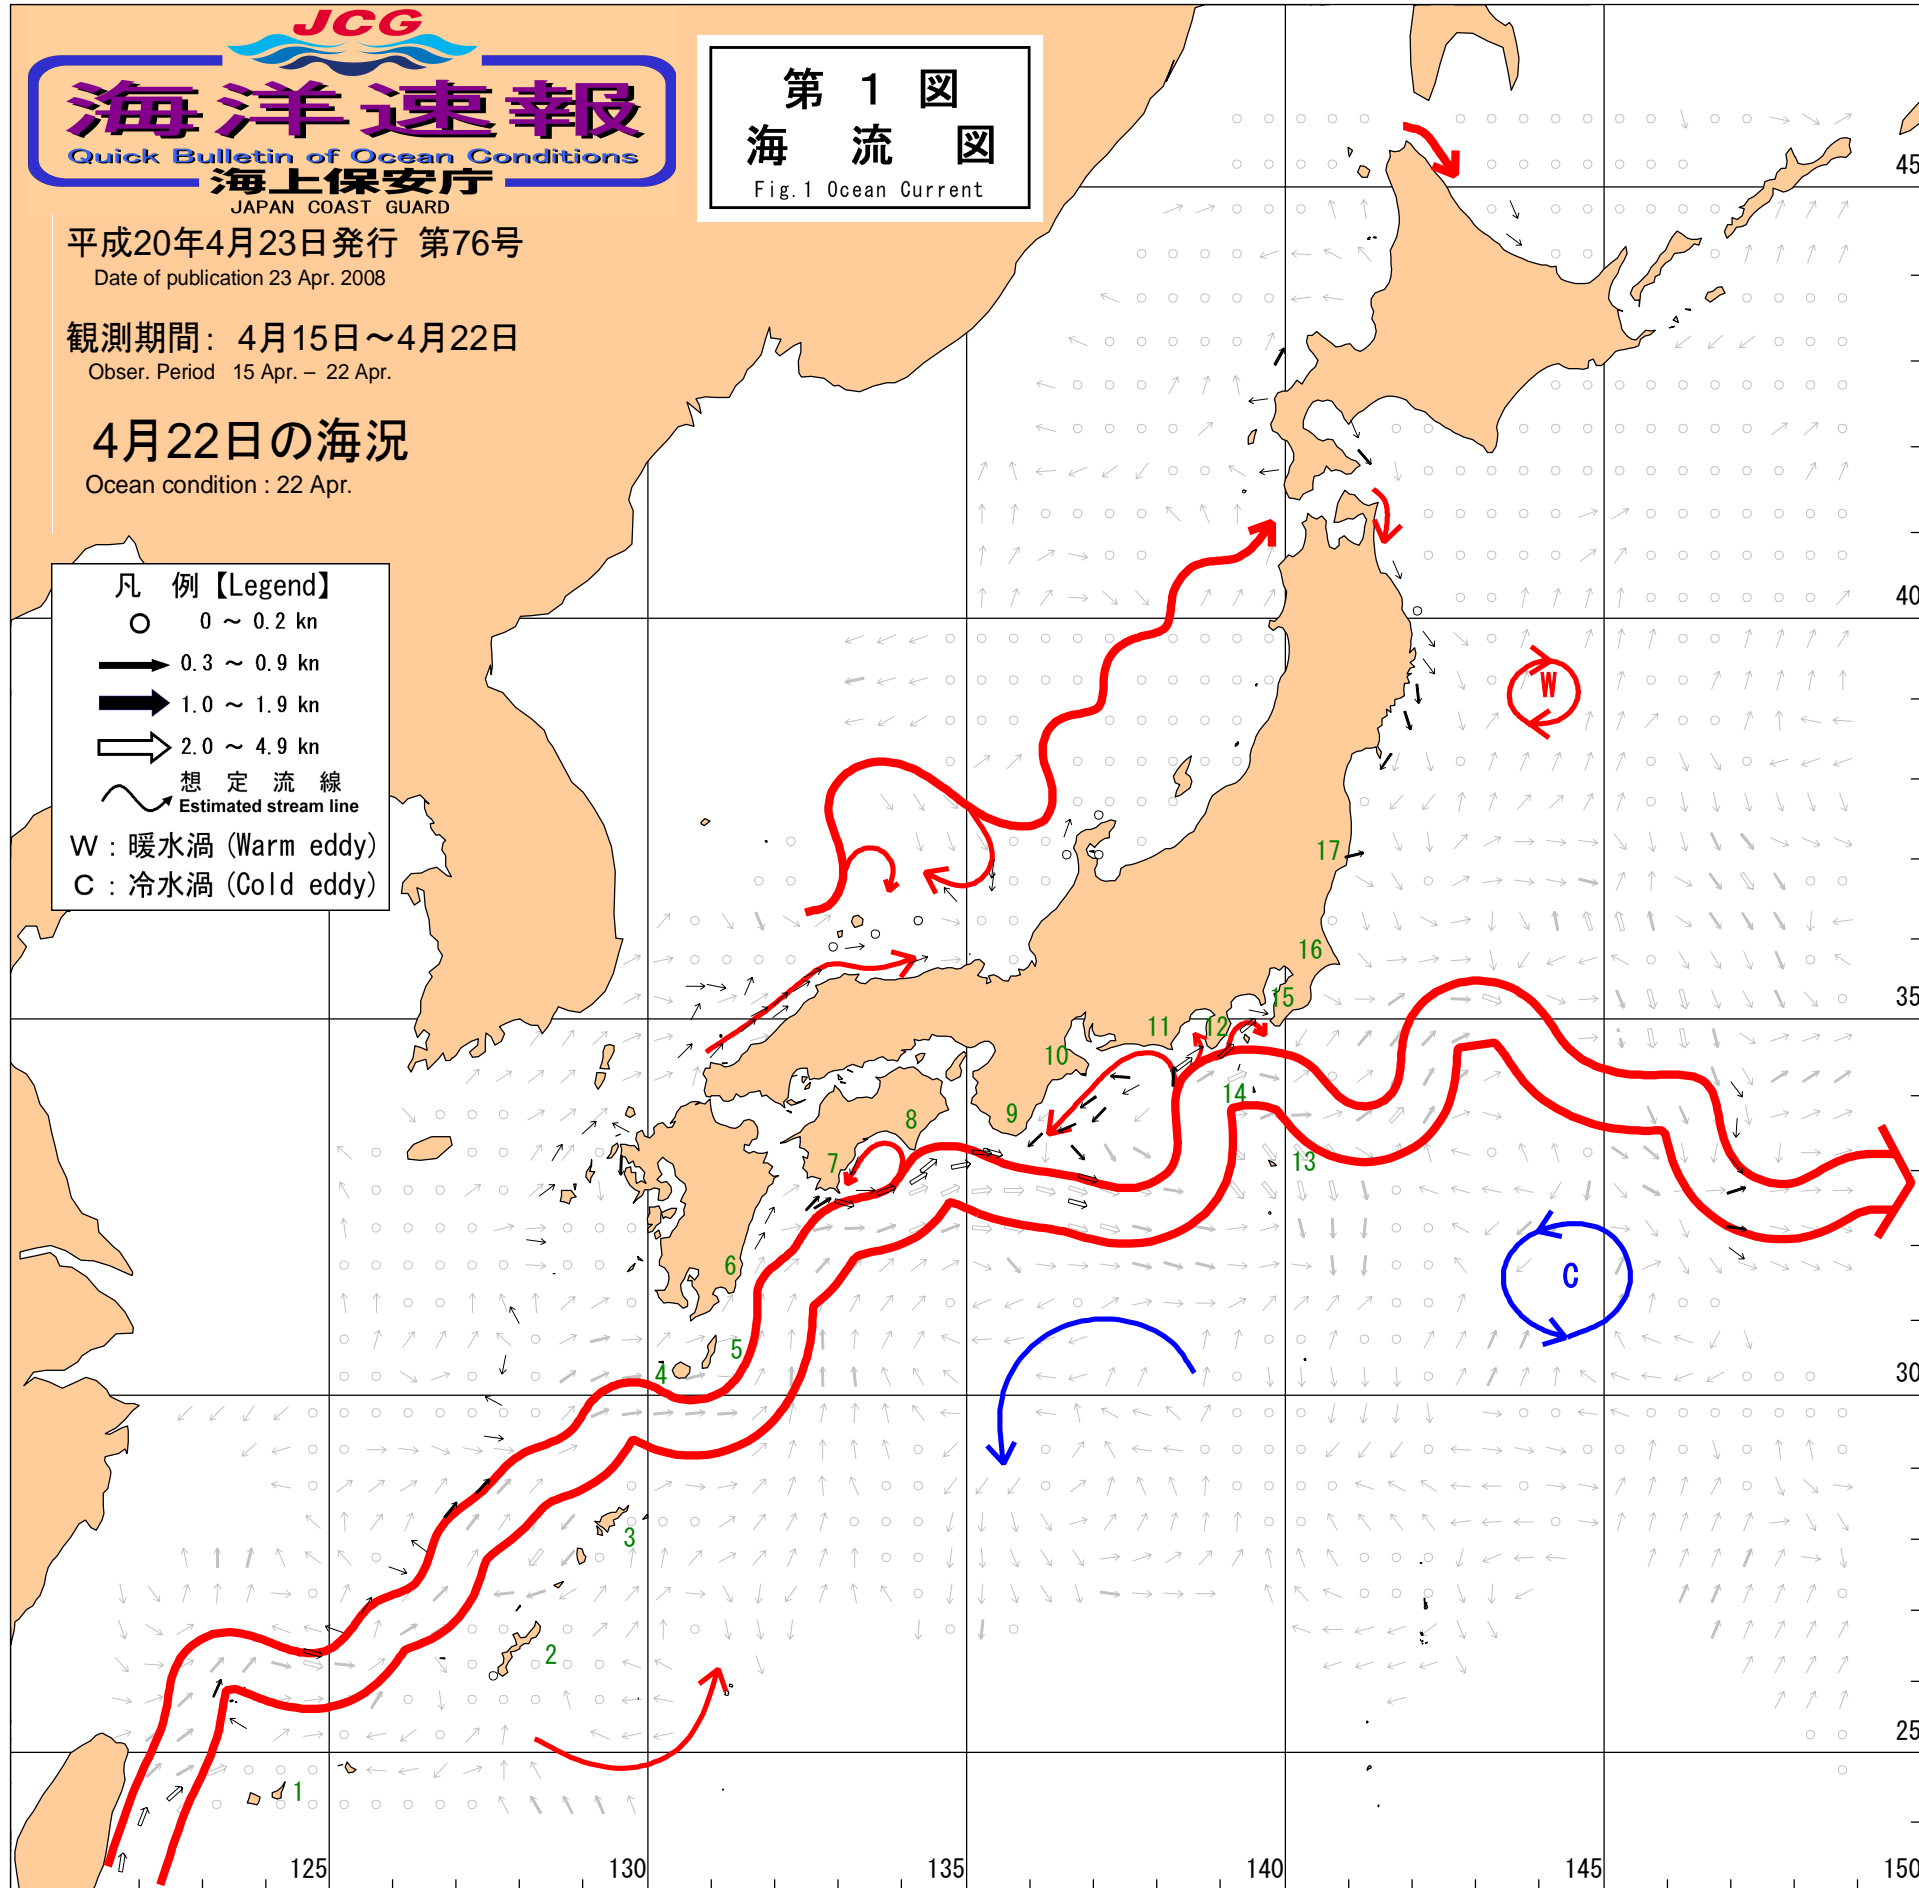 JCG
海洋速報
Quick Bulletin of Ocean Conditions
海上保安庁
JAPAN COAST GUARD
平成20年4月23日発行 第76号
Date of publication 23 Apr. 2008
観測期間： 4月15日～4月22日
Obser. Period 15 Apr. – 22 Apr.
4月22日の海況
Ocean condition : 22 Apr.
第 1 図
海 流 図
Fig.1 Ocean Current
凡 例【Legend】
0 ～ 0.2 kn
0.3 ～ 0.9 kn
1.0 ～ 1.9 kn
2.0 ～ 4.9 kn
想 定 流 線
Estimated stream line
W : 暖水渦 (Warm eddy)
C : 冷水渦 (Cold eddy)
45
40
W
17
16
35
15
12
11
10
14
9
8
13
7
6
C
5
4
30
3
2
25
1
125
130
135
140
145
150